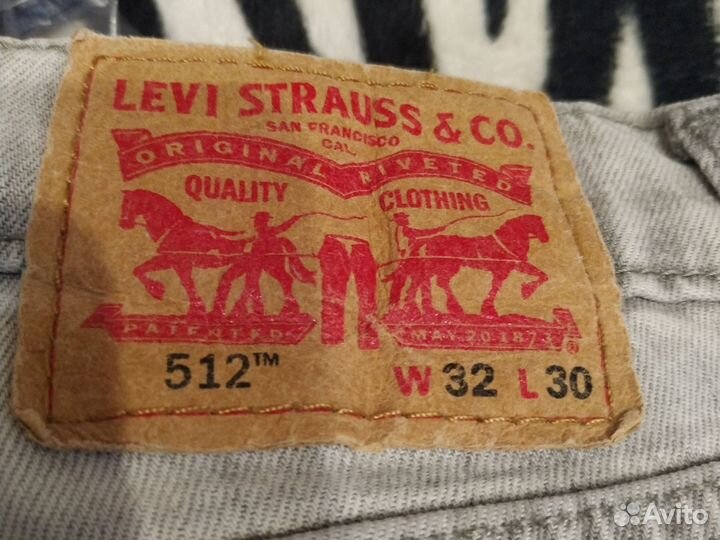 LEVI STRAUSS & CO.
SAN FRANCISCO
CAL.
ORIGINAL RIVETED
QUALITY CLOTHING
PATENTED MAY 20 1873 ®
512™ W 32 L 30
Avito